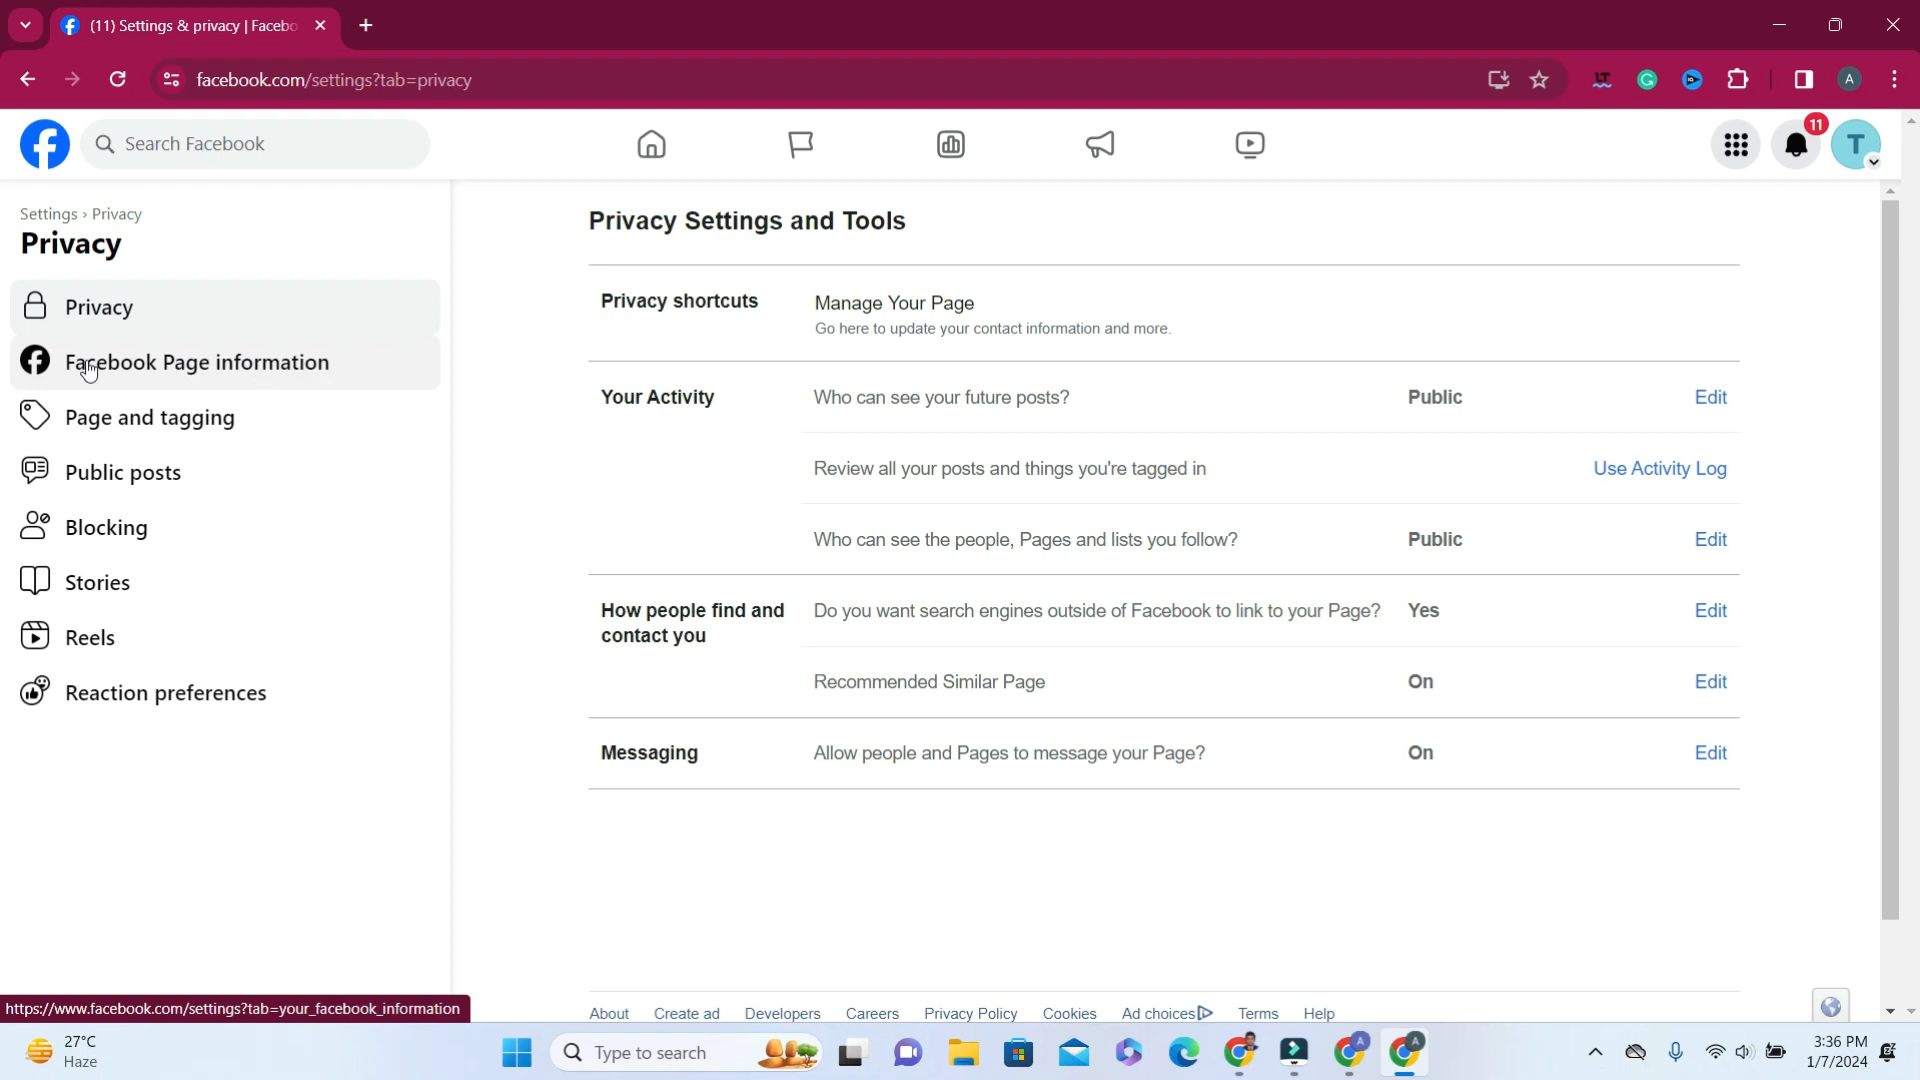 (11) Settings & privacy | Facebo
facebook.com/settings?tab=privacy
A
Search Facebook
11
T
Settings › Privacy
Privacy
Privacy
Facebook Page information
Page and tagging
Public posts
Blocking
Stories
Reels
Reaction preferences
Privacy Settings and Tools
Privacy shortcuts
Manage Your Page
Go here to update your contact information and more.
Your Activity
Who can see your future posts? Public Edit
Review all your posts and things you're tagged in Use Activity Log
Who can see the people, Pages and lists you follow? Public Edit
How people find and
contact you
Do you want search engines outside of Facebook to link to your Page? Yes Edit
Recommended Similar Page On Edit
Messaging
Allow people and Pages to message your Page? On Edit
About Create ad Developers Careers Privacy Policy Cookies Ad choices Terms Help
https://www.facebook.com/settings?tab=your_facebook_information
27°C
Haze
Type to search
A
A
3:36 PM
1/7/2024